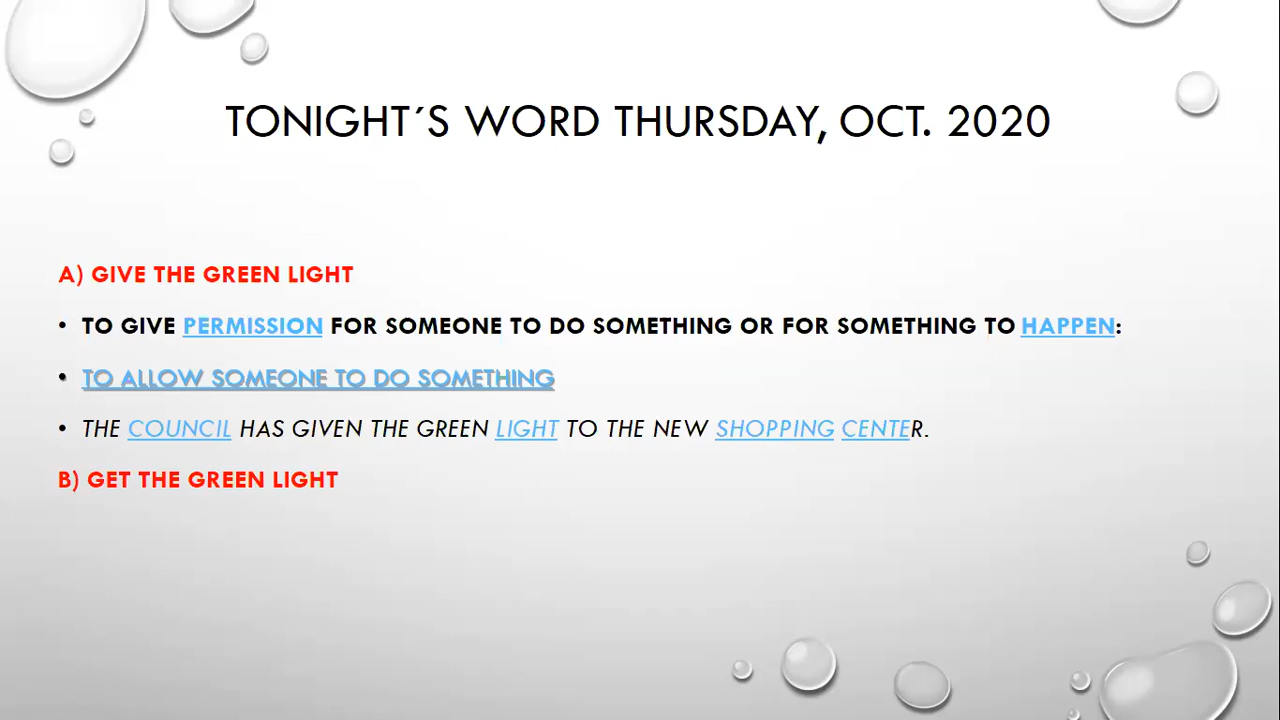 TONIGHT´S WORD THURSDAY, OCT. 2020
A) GIVE THE GREEN LIGHT
• TO GIVE PERMISSION FOR SOMEONE TO DO SOMETHING OR FOR SOMETHING TO HAPPEN:
• TO ALLOW SOMEONE TO DO SOMETHING
• THE COUNCIL HAS GIVEN THE GREEN LIGHT TO THE NEW SHOPPING CENTER.
B) GET THE GREEN LIGHT